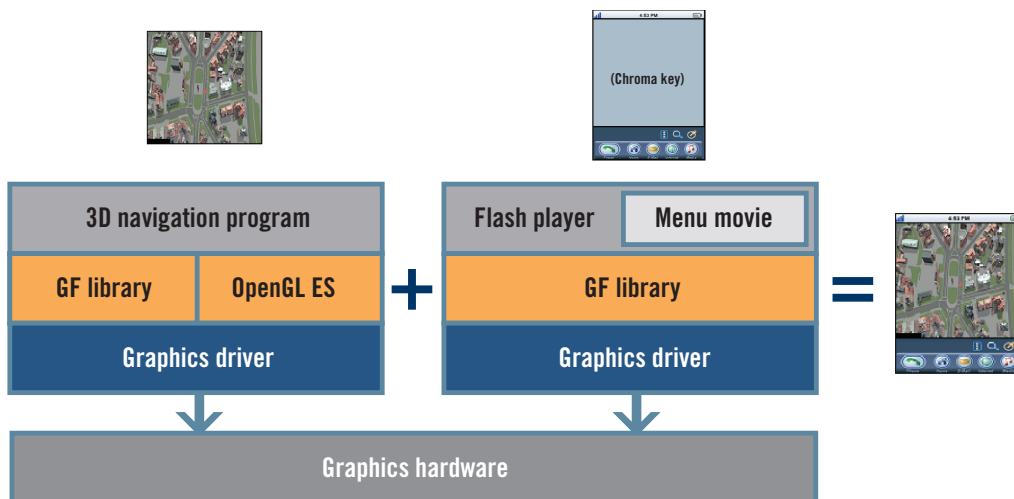 4:53 PM
(Chroma key)
3D navigation program
GF library
OpenGL ES
Graphics driver
Flash player
Menu movie
GF library
Graphics driver
4:53 PM
Graphics hardware